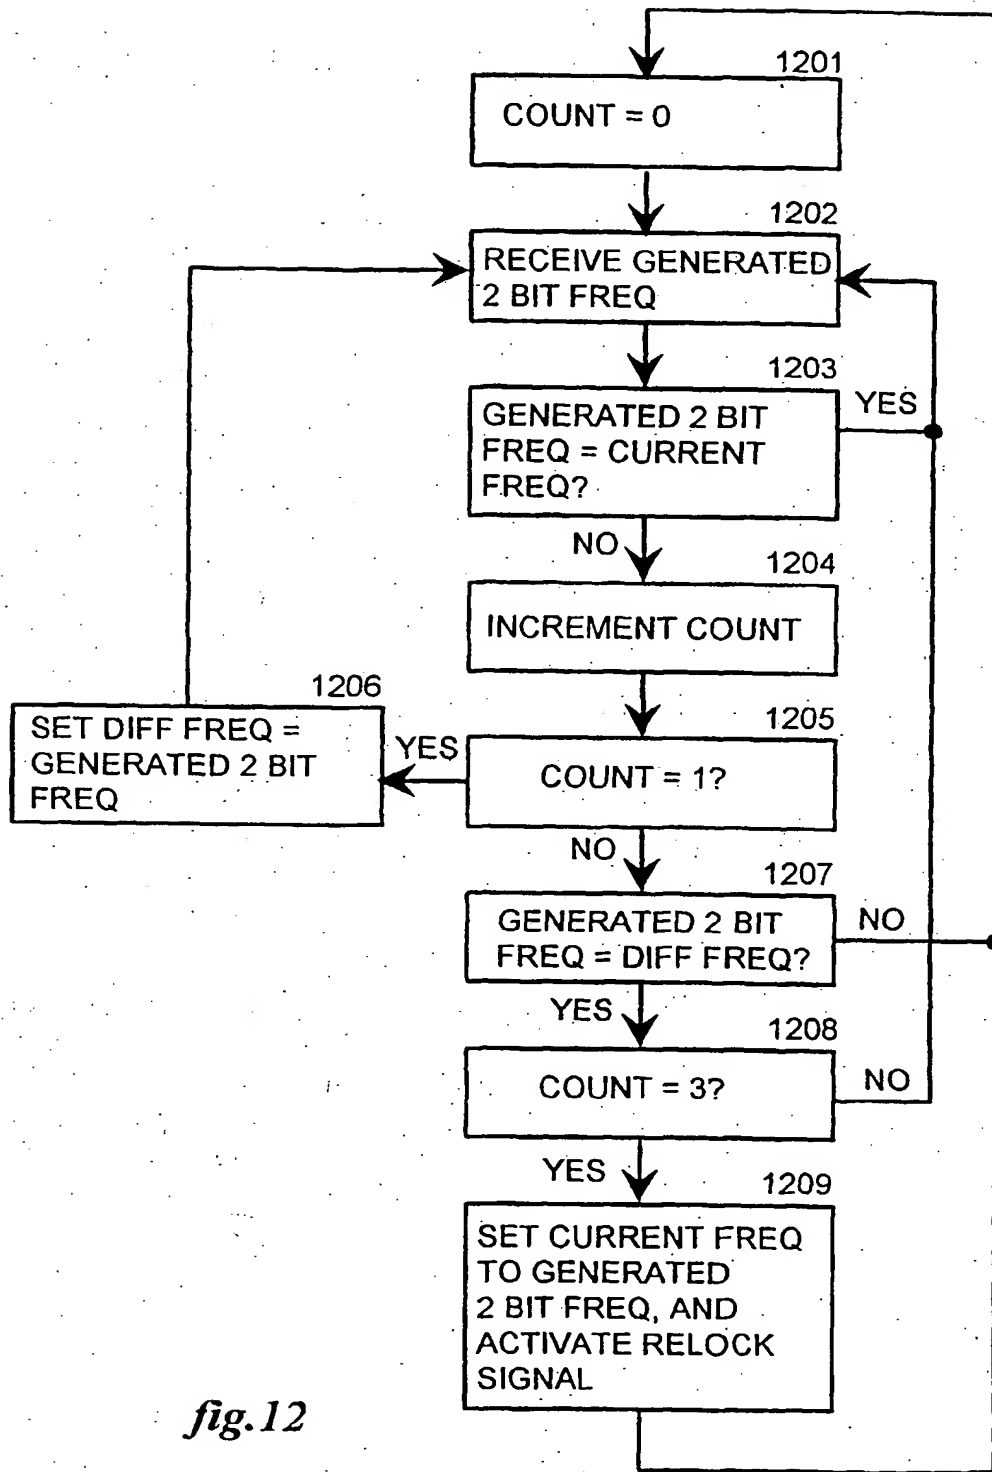 1201
COUNT = 0
1202
RECEIVE GENERATED
2 BIT FREQ
1203
GENERATED 2 BIT
FREQ = CURRENT
FREQ?
YES
NO
1204
INCREMENT COUNT
1205
COUNT = 1?
YES
1206
SET DIFF FREQ =
GENERATED 2 BIT
FREQ
NO
1207
GENERATED 2 BIT
FREQ = DIFF FREQ?
NO
YES
1208
COUNT = 3?
NO
YES
1209
SET CURRENT FREQ
TO GENERATED
2 BIT FREQ, AND
ACTIVATE RELOCK
SIGNAL
fig.12